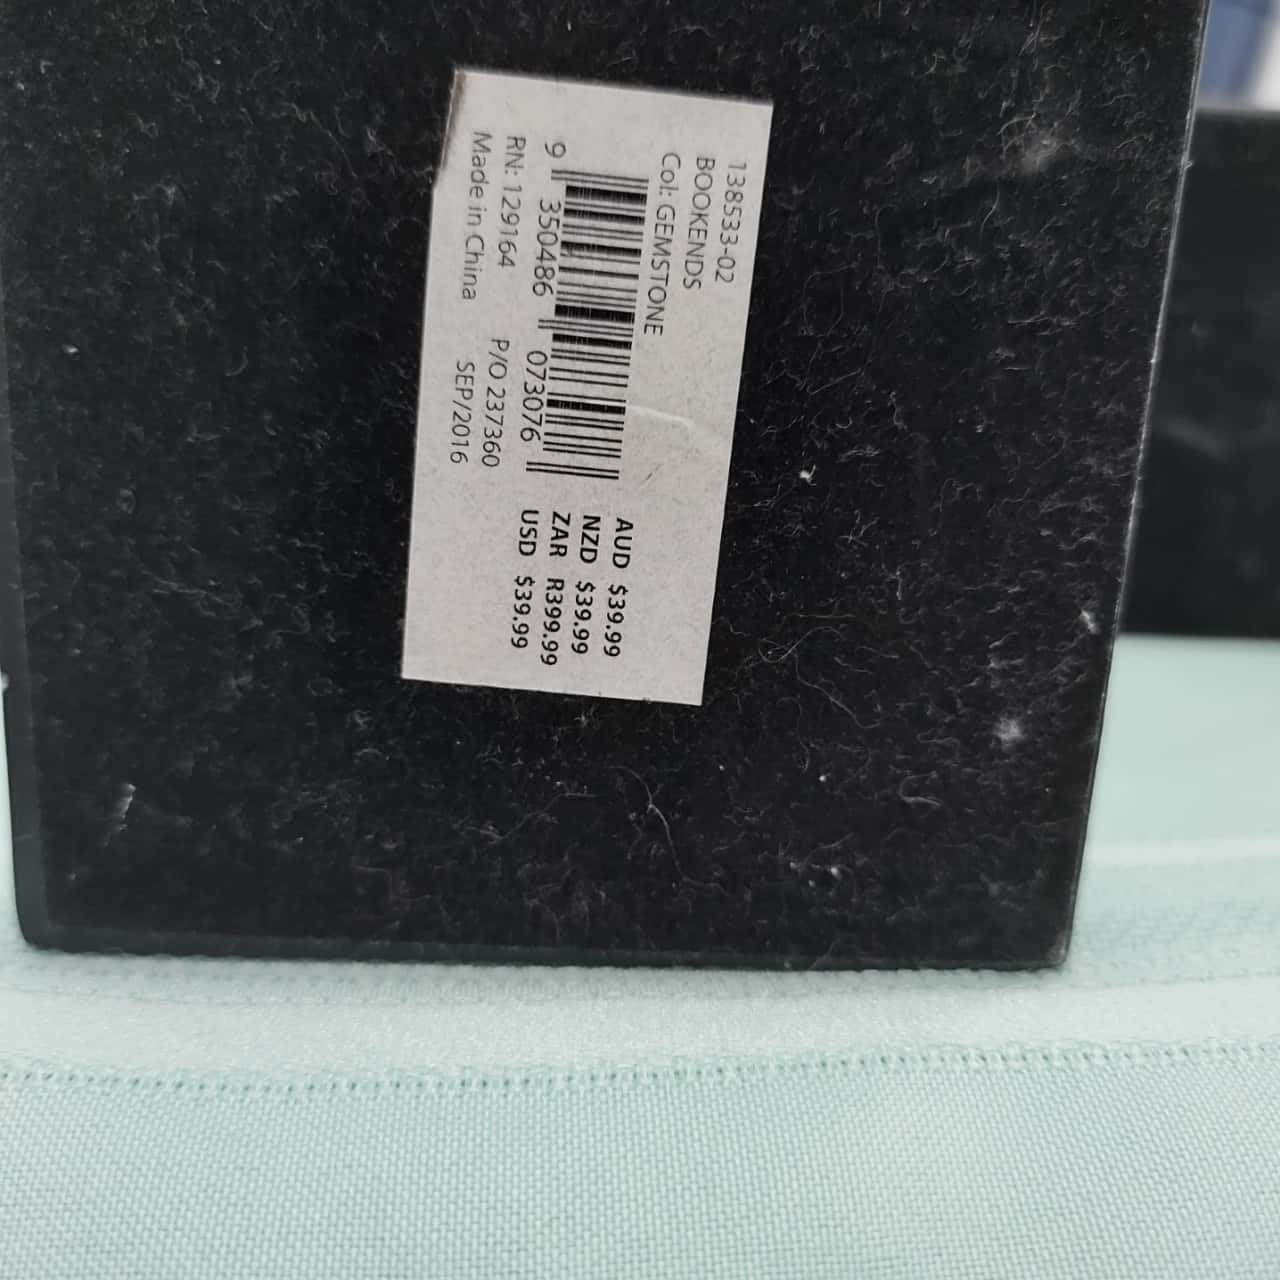 138533-02
BOOKENDS
Col: GEMSTONE
9 350486 073076
RN: 129164 P/O 237360
Made in China SEP/2016
AUD $39.99
NZD $39.99
ZAR R399.99
USD $39.99